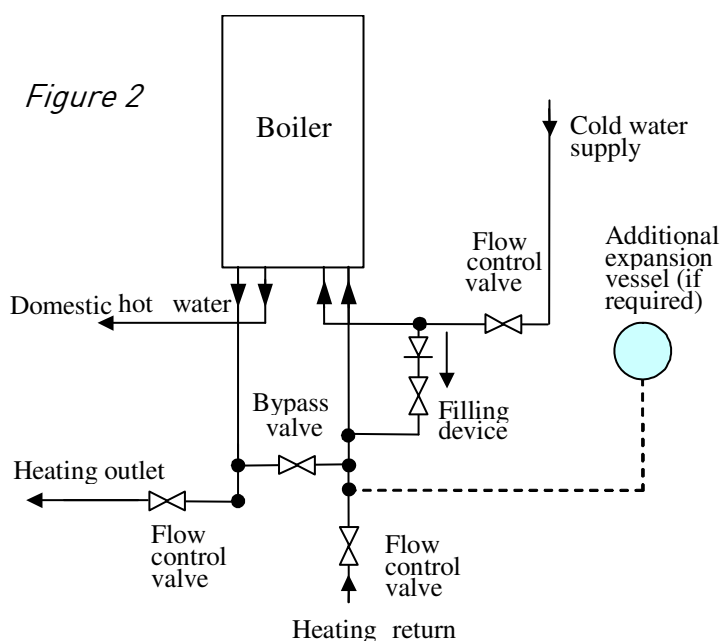 Figure 2
Boiler
Cold water
supply
Flow
control
valve
Additional
expansion
vessel (if
required)
Domestic hot water
Bypass
valve
Filling
device
Heating outlet
Flow
control
valve
Flow
control
valve
Heating return